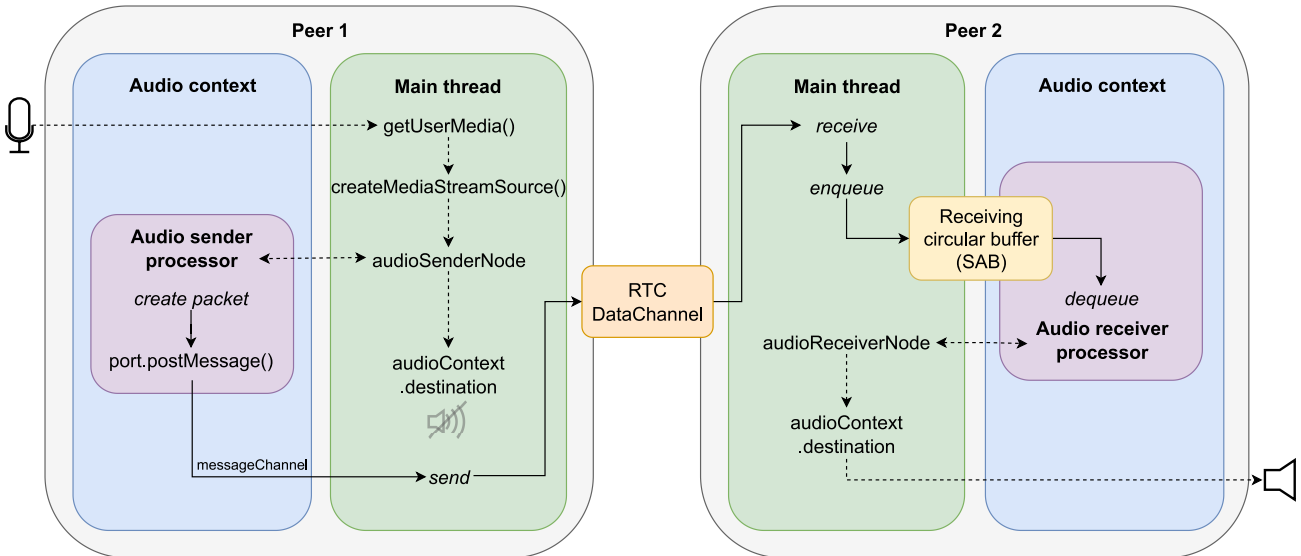 Peer 1
Audio context
Main thread
getUserMedia()
createMediaStreamSource()
Audio sender
processor
audioSenderNode
create packet
port.postMessage()
audioContext
.destination
messageChannel
send
RTC
DataChannel
Peer 2
Main thread
Audio context
receive
enqueue
Receiving
circular buffer
(SAB)
dequeue
Audio receiver
processor
audioReceiverNode
audioContext
.destination